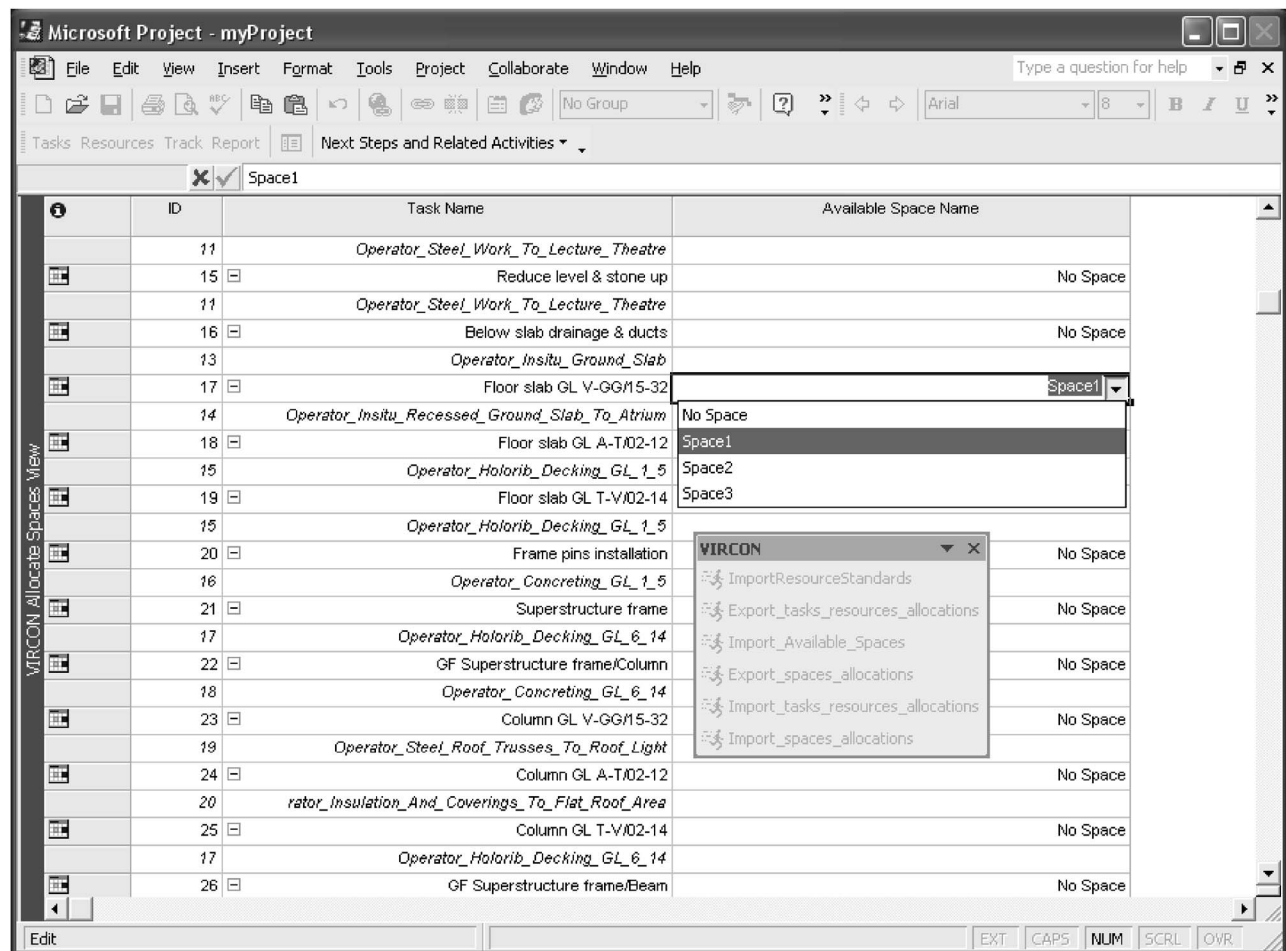 Microsoft Project - myProject
File Edit View Insert Format Tools Project Collaborate Window Help Type a question for help
No Group Arial 8 B I U
Tasks Resources Track Report Next Steps and Related Activities
Space1
ID Task Name Available Space Name
11 Operator_Steel_Work_To_Lecture_Theatre
15 Reduce level & stone up No Space
11 Operator_Steel_Work_To_Lecture_Theatre
16 Below slab drainage & ducts No Space
13 Operator_Insitu_Ground_Slab
17 Floor slab GL V-GG/15-32 Space1
14 Operator_Insitu_Recessed_Ground_Slab_To_Atrium No Space
18 Floor slab GL A-T/02-12 Space1
15 Operator_Holorib_Decking_GL_1_5 Space2
19 Floor slab GL T-V/02-14 Space3
15 Operator_Holorib_Decking_GL_1_5
VIRCON
20 Frame pins installation No Space
ImportResourceStandards
16 Operator_Concreting_GL_1_5
Export_tasks_resources_allocations
21 Superstructure frame No Space
17 Operator_Holorib_Decking_GL_6_14
Import_Available_Spaces
22 GF Superstructure frame/Column No Space
Export_spaces_allocations
18 Operator_Concreting_GL_6_14
Import_tasks_resources_allocations
23 Column GL V-GG/15-32 No Space
Import_spaces_allocations
19 Operator_Steel_Roof_Trusses_To_Roof_Light
24 Column GL A-T/02-12 No Space
20 rator_Insulation_And_Coverings_To_Flat_Roof_Area
25 Column GL T-V/02-14 No Space
17 Operator_Holorib_Decking_GL_6_14
26 GF Superstructure frame/Beam No Space
VIRCON Allocate Spaces View
Edit EXT CAPS NUM SCRL OVR